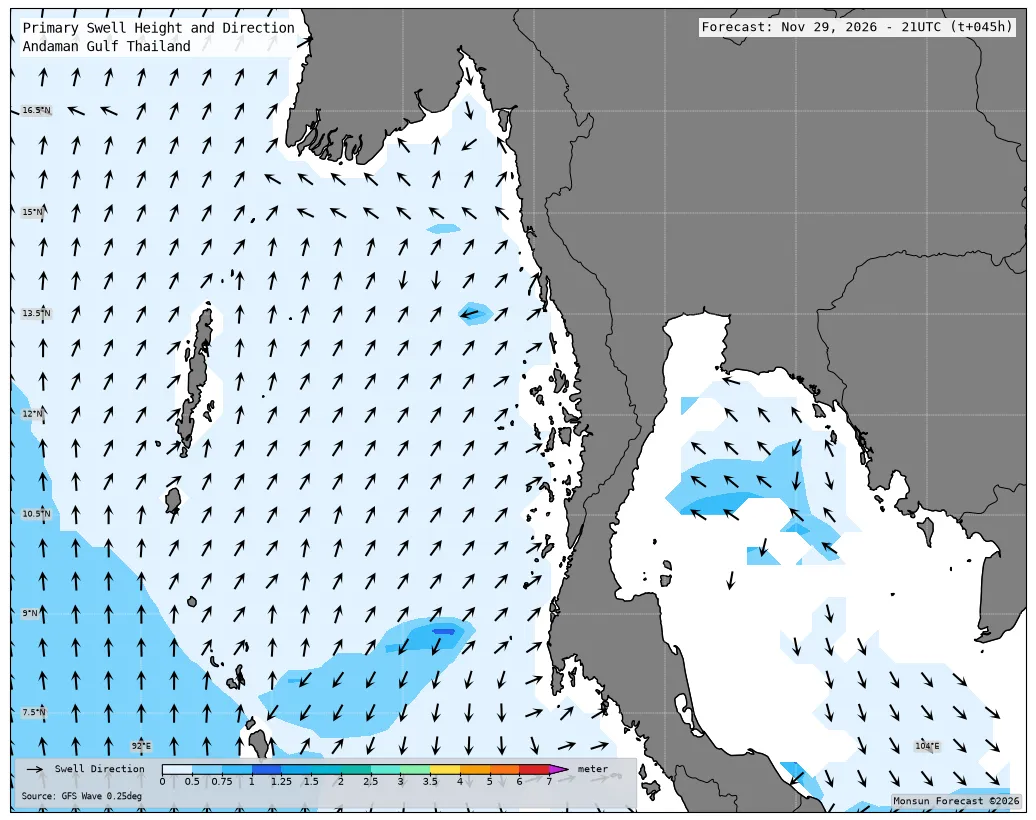 Primary Swell Height and Direction
Andaman Gulf Thailand
Forecast: Nov 29, 2026 - 21UTC (t+045h)
16.5°N
15°N
13.5°N
12°N
10.5°N
9°N
7.5°N
92°E
104°E
Swell Direction
meter
0 0.5 0.75 1 1.25 1.5 2 2.5 3 3.5 4 5 6 7
Source: GFS Wave 0.25deg
Monsun Forecast ©2026